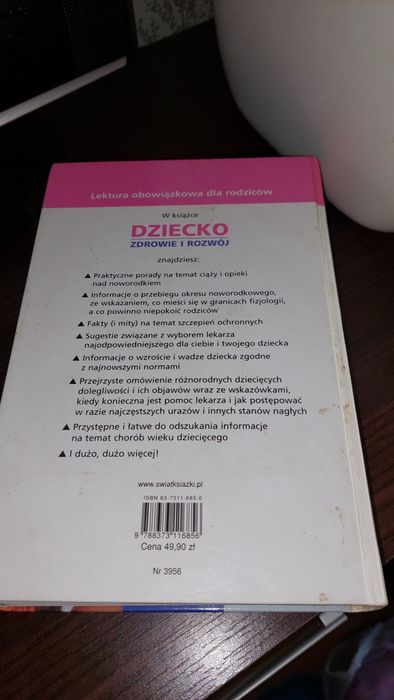 Lektura obowiązkowa dla rodziców
W książce
DZIECKO
ZDROWIE I ROZWÓJ
znajdziesz:
▲ Praktyczne porady na temat ciąży i opieki
nad noworodkiem
▲ Informacje o przebiegu okresu noworodkowego,
ze wskazaniem, co mieści się w granicach fizjologii,
a co powinno niepokoić rodziców
▲ Fakty (i mity) na temat szczepień ochronnych
▲ Sugestie związane z wyborem lekarza
najodpowiedniejszego dla ciebie i twojego dziecka
▲ Informacje o wzroście i wadze dziecka zgodne
z najnowszymi normami
▲ Przejrzyste omówienie różnorodnych dziecięcych
dolegliwości i ich objawów wraz ze wskazówkami,
kiedy konieczna jest pomoc lekarza i jak postępować
w razie najczęstszych urazów i innych stanów nagłych
▲ Przystępne i łatwe do odszukania informacje
na temat chorób wieku dziecięcego
▲ I dużo, dużo więcej!
www.swiatksiazki.pl
ISBN 83-7311-685-0
9 788373 116856
Cena 49,90 zł
Nr 3956